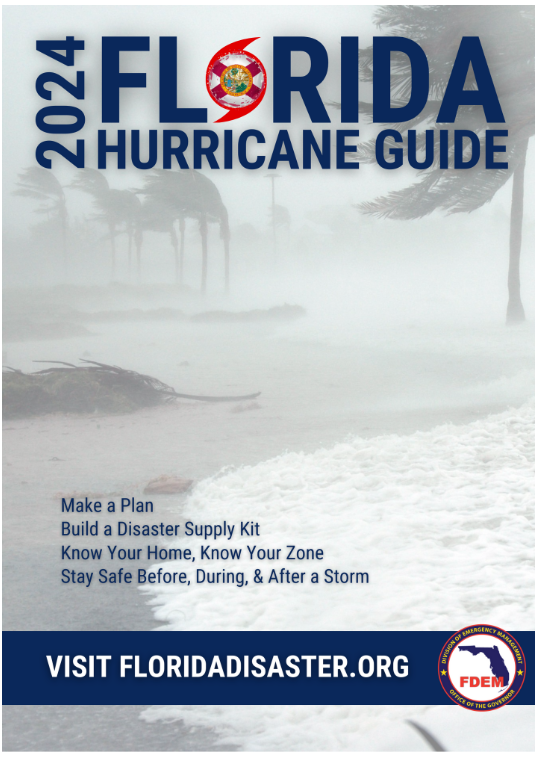 2024
FLORIDA
HURRICANE GUIDE
Make a Plan
Build a Disaster Supply Kit
Know Your Home, Know Your Zone
Stay Safe Before, During, & After a Storm
VISIT FLORIDADISASTER.ORG
DIVISION OF EMERGENCY MANAGEMENT
FDEM
OFFICE OF THE GOVERNOR